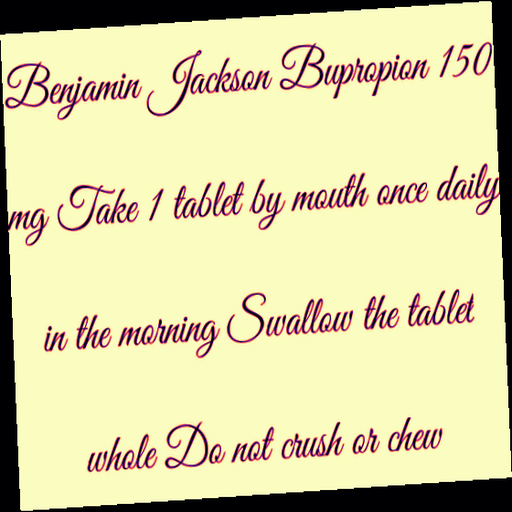 Benjamin Jackson Bupropion 150
mg Take 1 tablet by mouth once daily
in the morning Swallow the tablet
whole Do not crush or chew